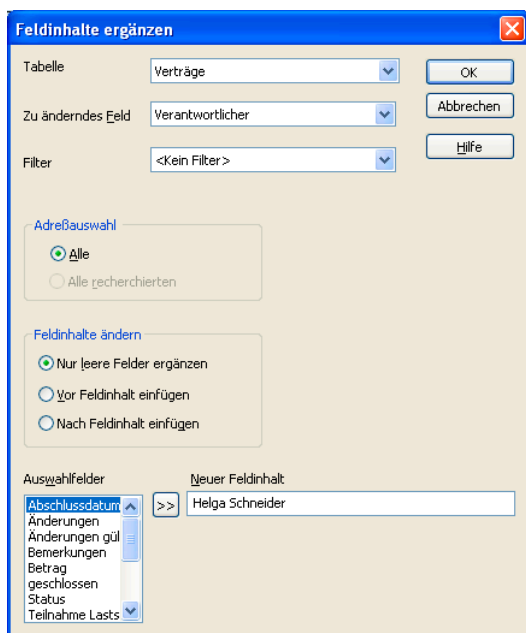 Feldinhalte ergänzen
Tabelle
Verträge
OK
Zu änderndes Feld
Verantwortlicher
Abbrechen
Filter
<Kein Filter>
Hilfe
Adreßauswahl
Alle
Alle recherchierten
Feldinhalte ändern
Nur leere Felder ergänzen
Vor Feldinhalt einfügen
Nach Feldinhalt einfügen
Auswahlfelder
Neuer Feldinhalt
Abschlussdatum
>>
Helga Schneider
Änderungen
Änderungen gül
Bemerkungen
Betrag
geschlossen
Status
Teilnahme Lasts